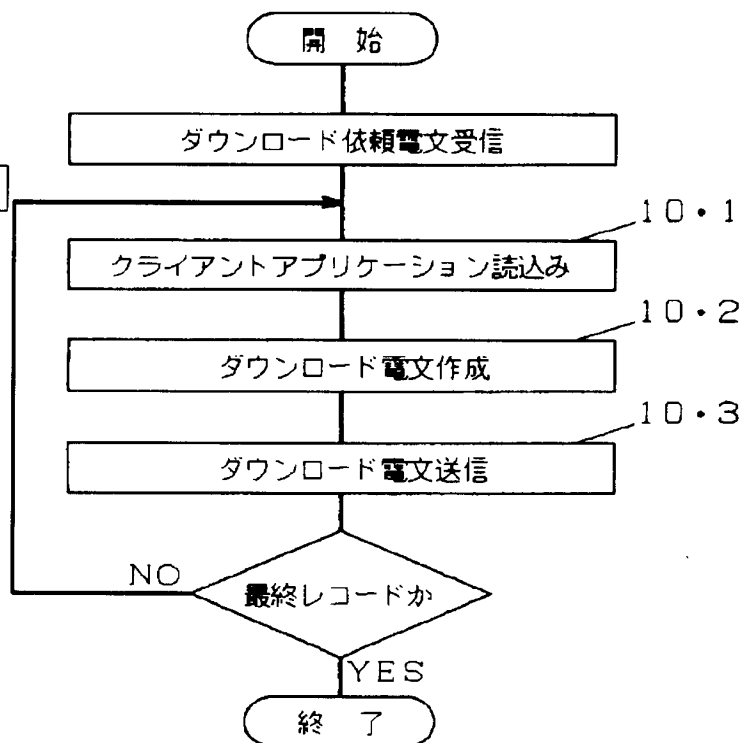 開　始
ダウンロード依頼電文受信
10・1
クライアントアプリケーション読込み
10・2
ダウンロード電文作成
10・3
ダウンロード電文送信
NO
最終レコードか
YES
終　了